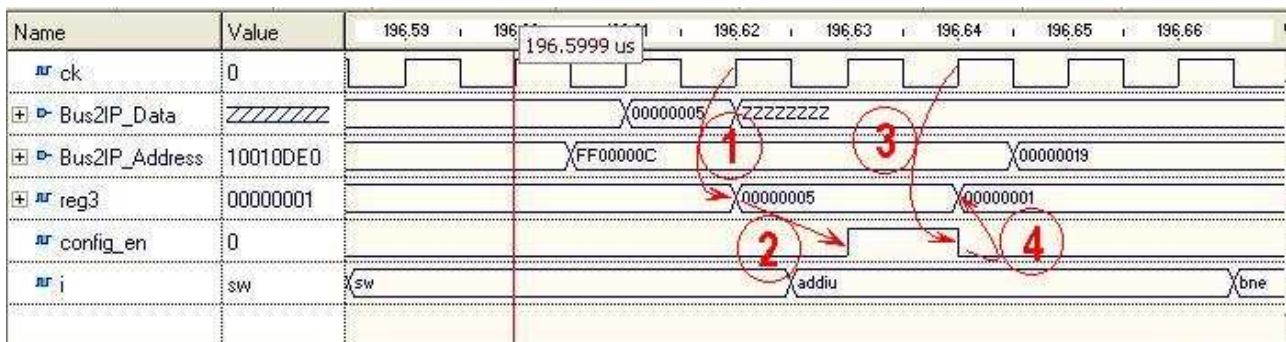 Name Value 196.59 196.62 196.63 196.64 196.65 196.66
196.5999 us
ck 0
Bus2IP_Data ZZZZZZZZ 00000005 ZZZZZZZZ
1 3
Bus2IP_Address 10010DE0 FF00000C 00000019
reg3 00000001 00000005 00000001
2 4
config_en 0
i sw sw addiu bne